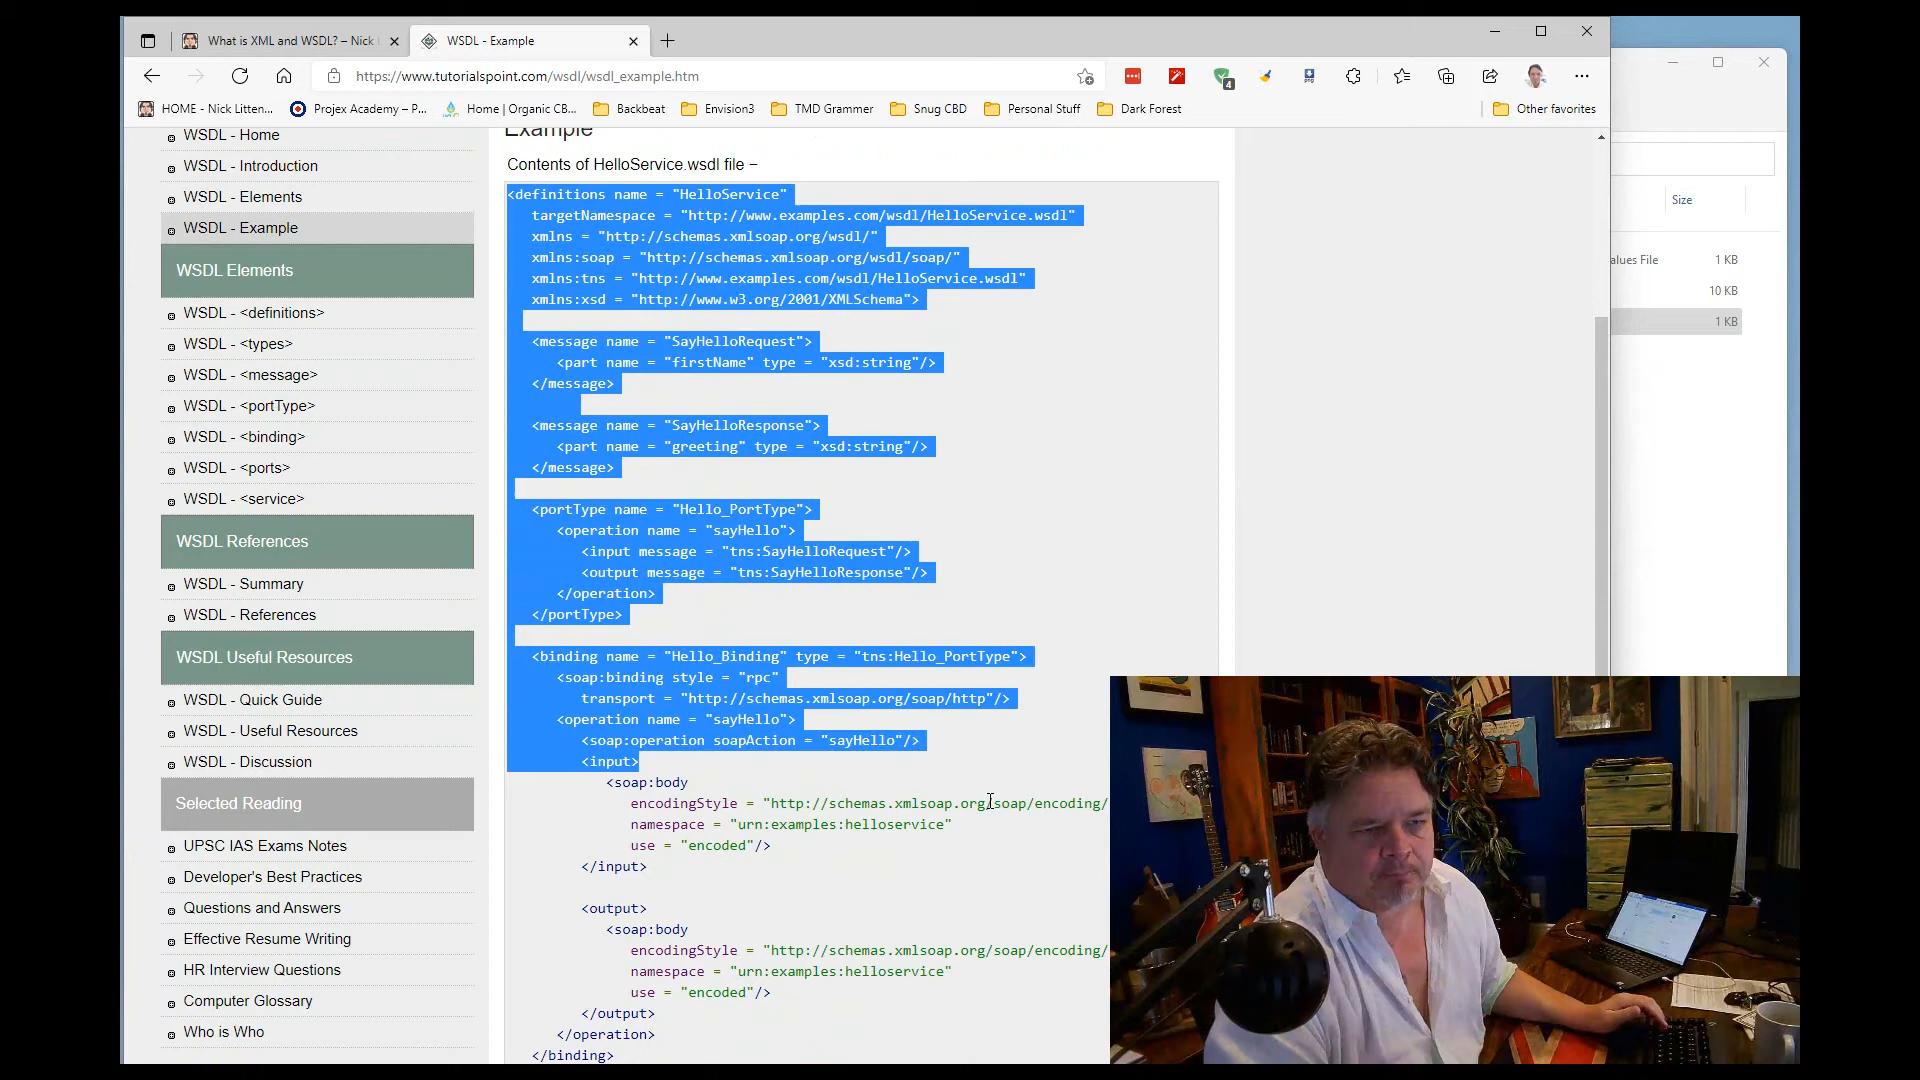 What is XML and WSDL? – Nick
WSDL - Example
https://www.tutorialspoint.com/wsdl/wsdl_example.htm
4
HOME - Nick Litten...
Projex Academy – P...
Home | Organic CB...
Backbeat
Envision3
TMD Grammer
Snug CBD
Personal Stuff
Dark Forest
Other favorites
WSDL - Home
WSDL - Introduction
WSDL - Elements
WSDL - Example
WSDL Elements
WSDL - <definitions>
WSDL - <types>
WSDL - <message>
WSDL - <portType>
WSDL - <binding>
WSDL - <ports>
WSDL - <service>
WSDL References
WSDL - Summary
WSDL - References
WSDL Useful Resources
WSDL - Quick Guide
WSDL - Useful Resources
WSDL - Discussion
Selected Reading
UPSC IAS Exams Notes
Developer's Best Practices
Questions and Answers
Effective Resume Writing
HR Interview Questions
Computer Glossary
Who is Who
Example
Contents of HelloService.wsdl file −
<definitions name = "HelloService"
targetNamespace = "http://www.examples.com/wsdl/HelloService.wsdl"
xmlns = "http://schemas.xmlsoap.org/wsdl/"
xmlns:soap = "http://schemas.xmlsoap.org/wsdl/soap/"
xmlns:tns = "http://www.examples.com/wsdl/HelloService.wsdl"
xmlns:xsd = "http://www.w3.org/2001/XMLSchema">
<message name = "SayHelloRequest">
<part name = "firstName" type = "xsd:string"/>
</message>
<message name = "SayHelloResponse">
<part name = "greeting" type = "xsd:string"/>
</message>
<portType name = "Hello_PortType">
<operation name = "sayHello">
<input message = "tns:SayHelloRequest"/>
<output message = "tns:SayHelloResponse"/>
</operation>
</portType>
<binding name = "Hello_Binding" type = "tns:Hello_PortType">
<soap:binding style = "rpc"
transport = "http://schemas.xmlsoap.org/soap/http"/>
<operation name = "sayHello">
<soap:operation soapAction = "sayHello"/>
<input>
<soap:body
encodingStyle = "http://schemas.xmlsoap.org/soap/encoding/
namespace = "urn:examples:helloservice"
use = "encoded"/>
</input>
<output>
<soap:body
encodingStyle = "http://schemas.xmlsoap.org/soap/encoding/
namespace = "urn:examples:helloservice"
use = "encoded"/>
</output>
</operation>
</binding>
Size
alues File 1 KB
10 KB
1 KB